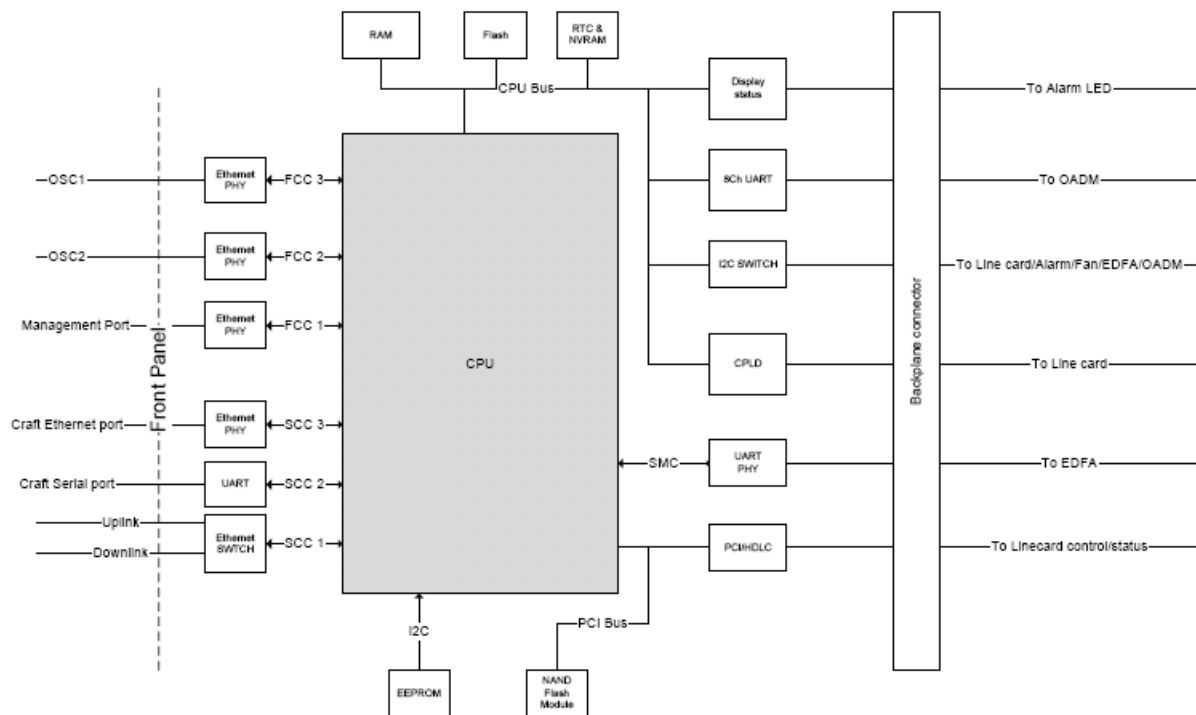 RAM
Flash
RTC &
NVRAM
CPU Bus
Display
status
To Alarm LED
OSC1
Ethernet
PHY
FCC 3
8Ch UART
To OADM
OSC2
Ethernet
PHY
FCC 2
I2C SWITCH
To Line card/Alarm/Fan/EDFA/OADM
Management Port
Ethernet
PHY
FCC 1
Front Panel
CPU
CPLD
To Line card
Backplane connector
Craft Ethernet port
Ethernet
PHY
SCC 3
SMC
UART
PHY
To EDFA
Craft Serial port
UART
SCC 2
Uplink
Downlink
Ethernet
SWTCH
SCC 1
PCI/HDLC
To Linecard control/status
I2C
PCI Bus
EEPROM
NAND
Flash
Module